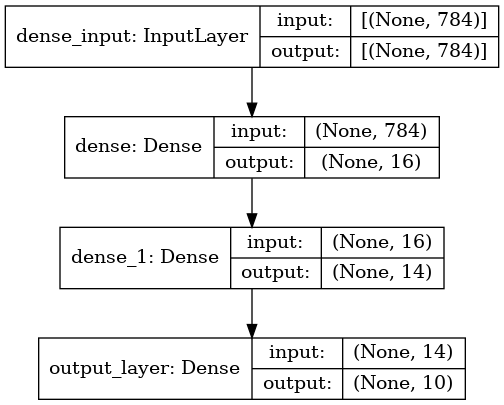 dense_input: InputLayer
input: [(None, 784)]
output: [(None, 784)]
dense: Dense
input: (None, 784)
output: (None, 16)
dense_1: Dense
input: (None, 16)
output: (None, 14)
output_layer: Dense
input: (None, 14)
output: (None, 10)